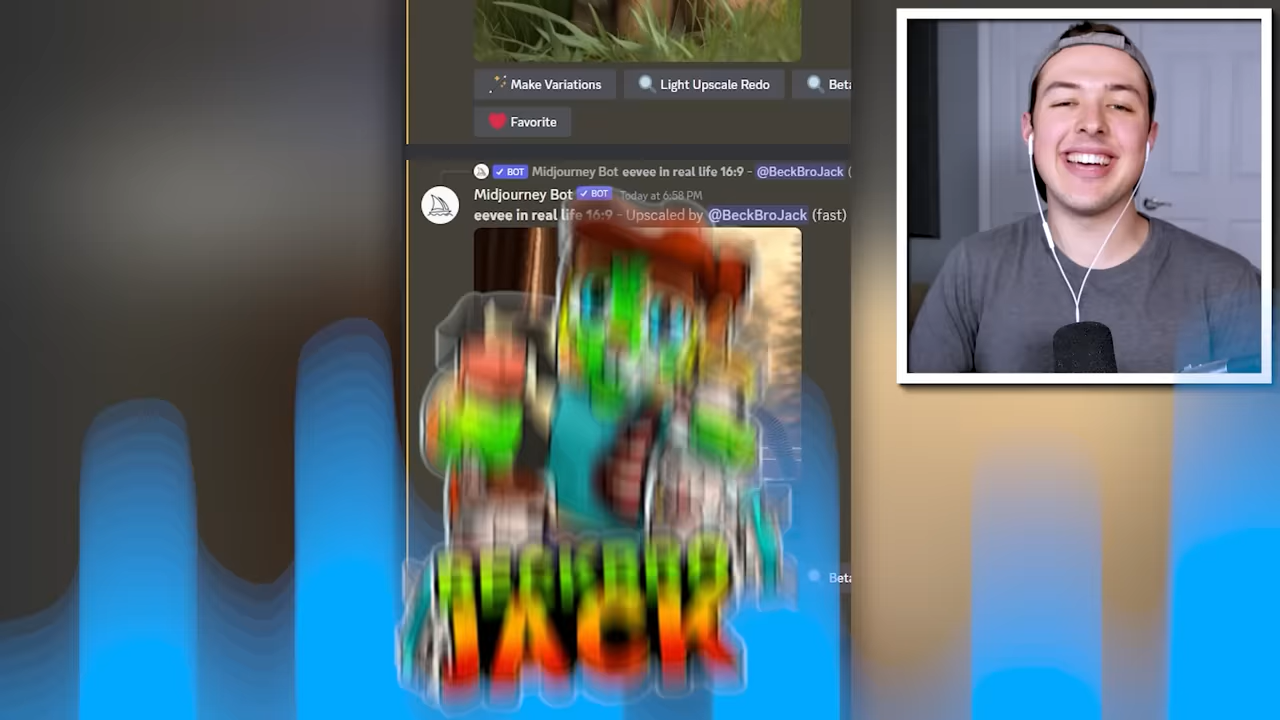 Make Variations
Light Upscale Redo
Beta
Favorite
BOT Midjourney Bot eevee in real life 16:9 - @BeckBroJack (
Midjourney Bot BOT Today at 6:58 PM
eevee in real life 16:9 - Upscaled by @BeckBroJack (fast)
Beta
BECKBRO
JACK